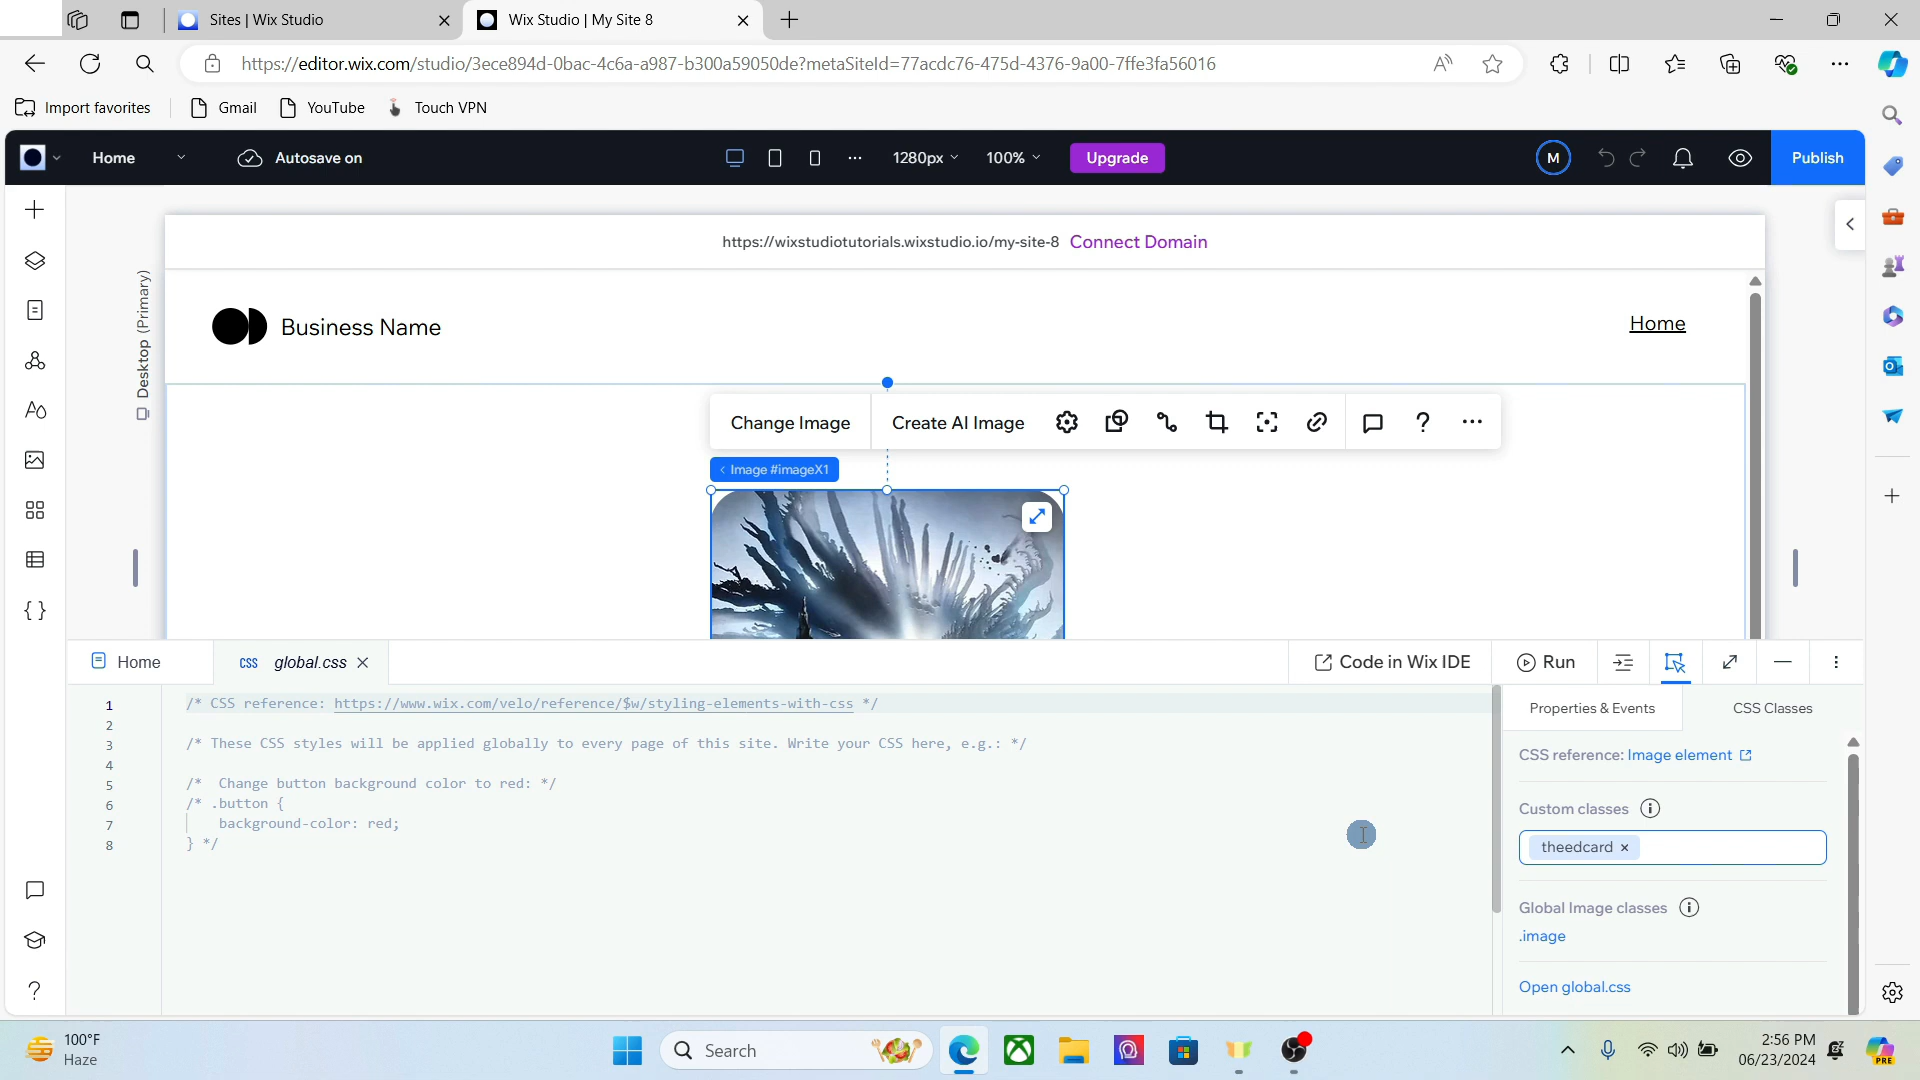 Sites | Wix Studio
Wix Studio | My Site 8
https://editor.wix.com/studio/3ece894d-0bac-4c6a-a987-b300a59050de?metaSiteId=77acdc76-475d-4376-9a00-7ffe3fa56016
Import favorites
Gmail
YouTube
Touch VPN
Home
Autosave on
1280px
100%
Upgrade
M
Publish
https://wixstudiotutorials.wixstudio.io/my-site-8 Connect Domain
Desktop (Primary)
Business Name
Home
Change Image
Create AI Image
Image #imageX1
Home
css global.css
Code in Wix IDE
Run
Properties & Events
CSS Classes
1 /* CSS reference: https://www.wix.com/velo/reference/$w/styling-elements-with-css */
2
3 /* These CSS styles will be applied globally to every page of this site. Write your CSS here, e.g.: */
4
5 /*  Change button background color to red: */
6 /* .button {
7     background-color: red;
8 } */
CSS reference: Image element
Custom classes
theedcard ×
Global Image classes
.image
Open global.css
100°F
Haze
Search
2:56 PM
06/23/2024
PRE